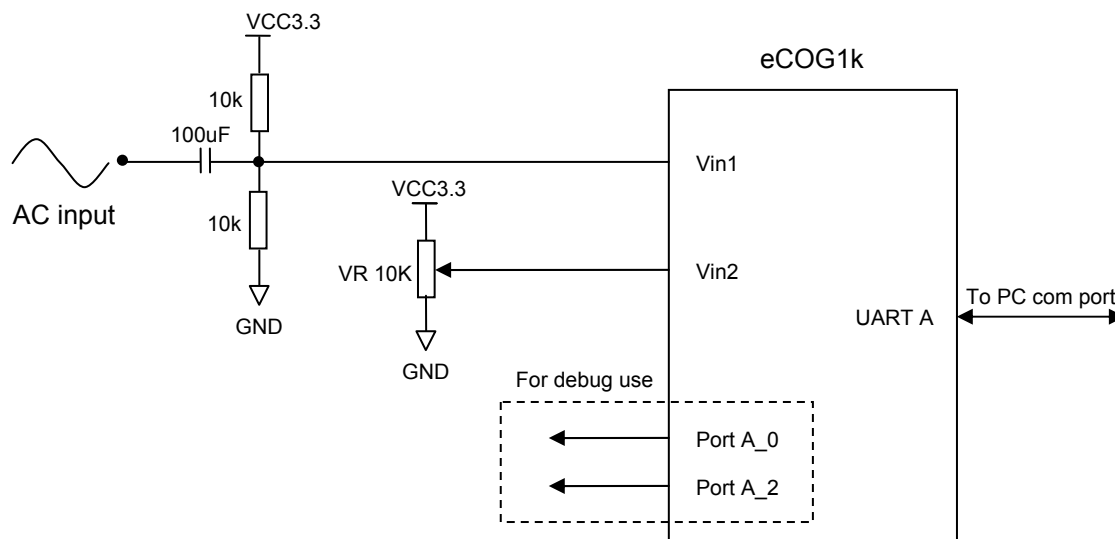 VCC3.3
eCOG1k
10k
100uF
Vin1
AC input
10k
VCC3.3
VR 10K
Vin2
GND
To PC com port
UART A
GND
For debug use
Port A_0
Port A_2